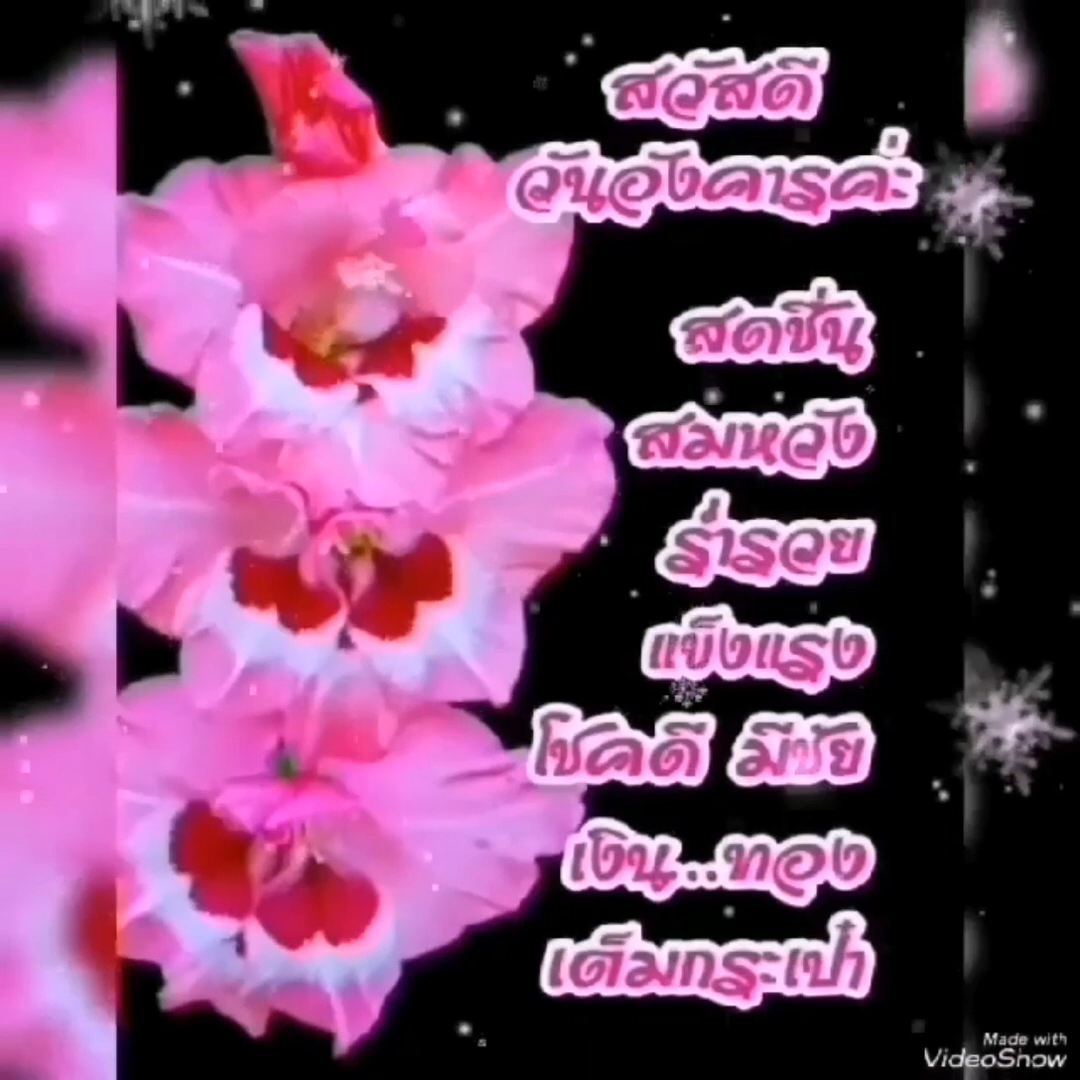 สวัสดี
วันอังคารค่ะ
สดชื่น
สมหวัง
ร่ำรวย
แข็งแรง
โชคดี มีชัย
เงิน..ทอง
เต็มกระเป๋า
Made with
VideoShow